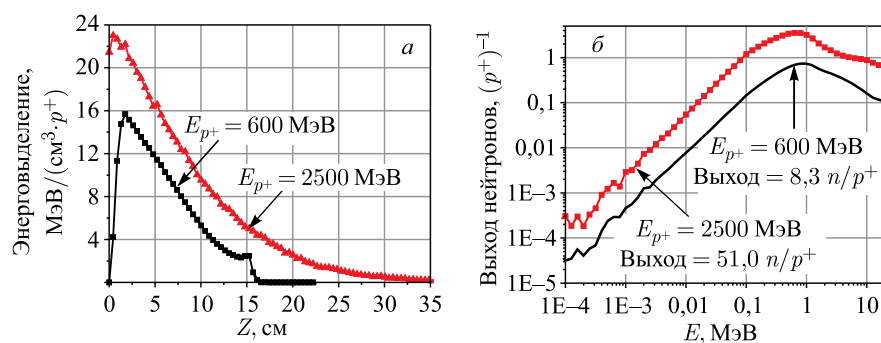 24
20
16
12
8
4
0
5
10
15
20
25
30
35
Z, см
Энерговыделение,
МэВ/(см³·p⁺)
а
E_{p⁺} = 600 МэВ
E_{p⁺} = 2500 МэВ
1
0,1
0,01
1E–3
1E–4
1E–5
1E–4
1E–3
0,01
0,1
1
10
E, МэВ
Выход нейтронов, (p⁺)⁻¹
б
E_{p⁺} = 600 МэВ
Выход = 8,3 n/p⁺
E_{p⁺} = 2500 МэВ
Выход = 51,0 n/p⁺